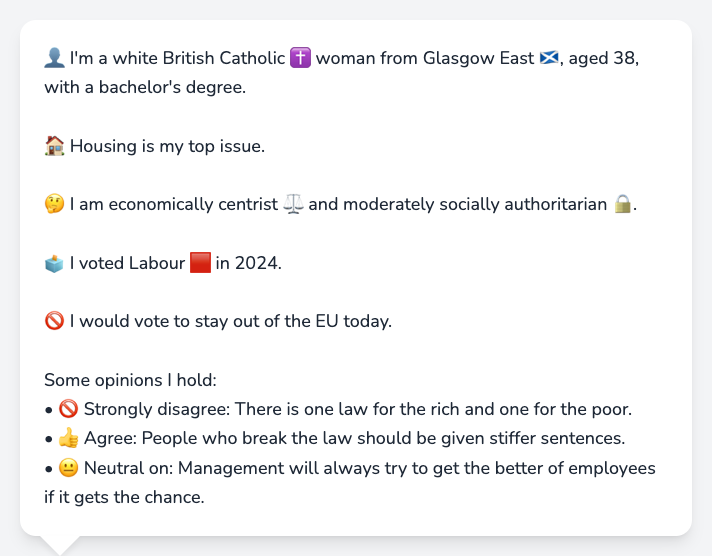 👤 I'm a white British Catholic ✝️ woman from Glasgow East 🏴󠁧󠁢󠁳󠁣󠁴󠁿, aged 38,
with a bachelor's degree.
🏠 Housing is my top issue.
🤔 I am economically centrist ⚖️ and moderately socially authoritarian 🔒.
🗳️ I voted Labour 🟥 in 2024.
🚫 I would vote to stay out of the EU today.
Some opinions I hold:
• 🚫 Strongly disagree: There is one law for the rich and one for the poor.
• 👍 Agree: People who break the law should be given stiffer sentences.
• 😐 Neutral on: Management will always try to get the better of employees
if it gets the chance.